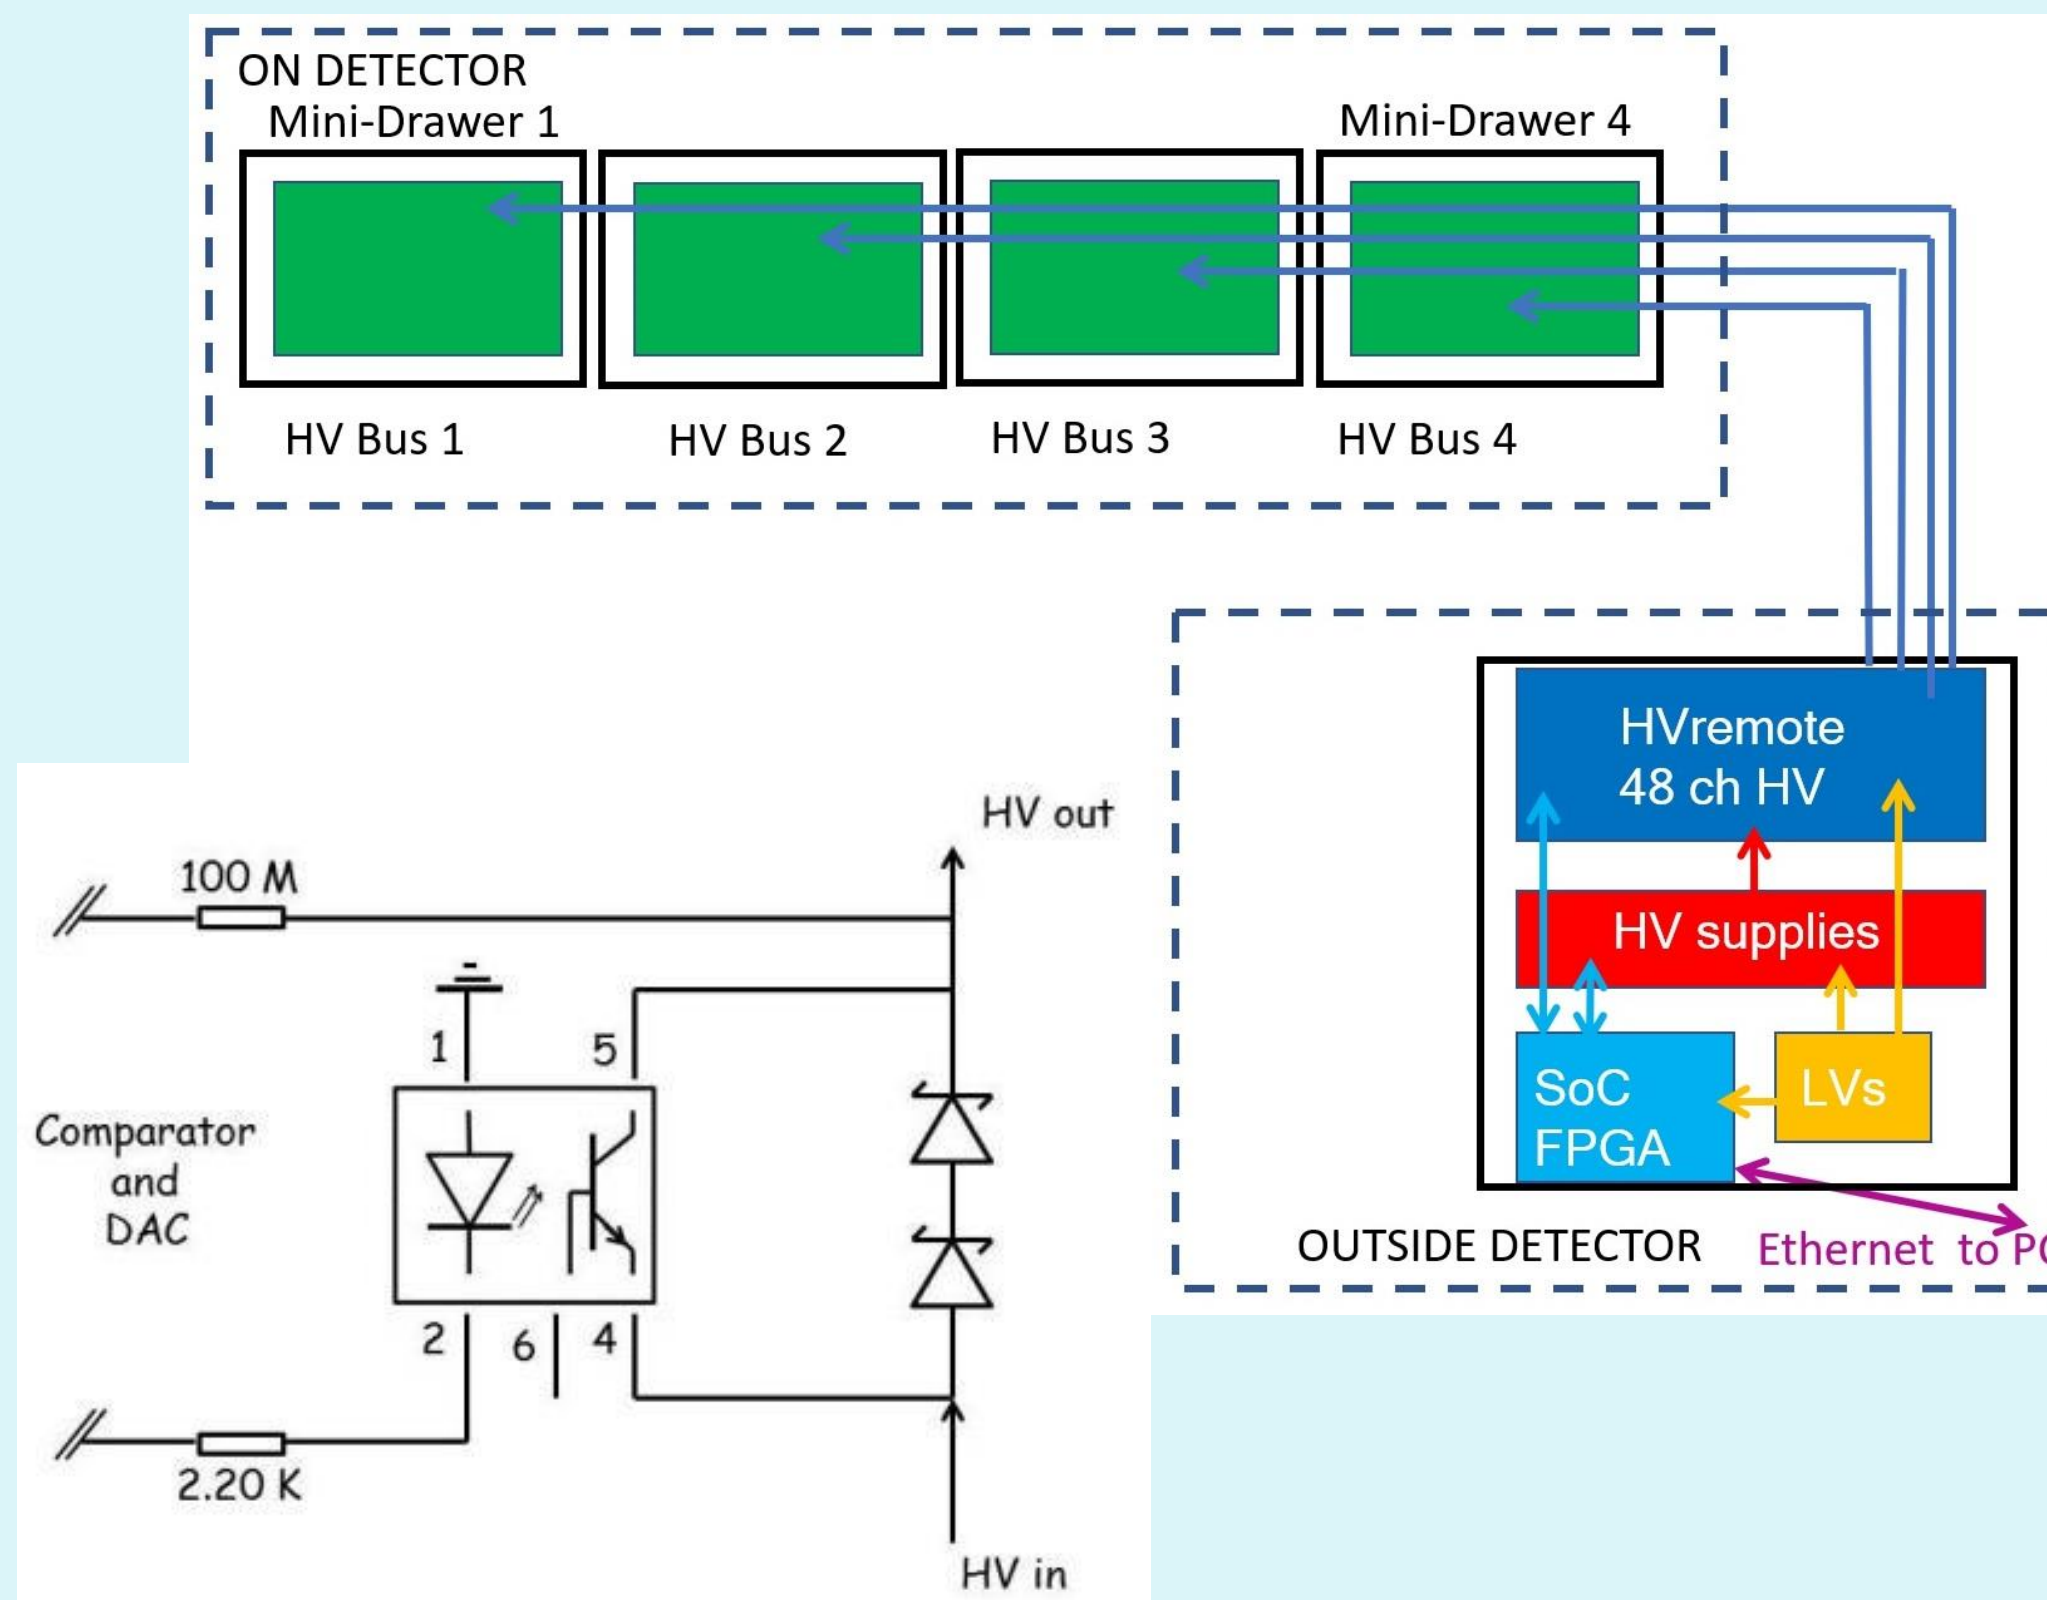 ON DETECTOR
Mini-Drawer 1
Mini-Drawer 4
HV Bus 1
HV Bus 2
HV Bus 3
HV Bus 4
HVremote
48 ch HV
HV supplies
SoC
FPGA
LVs
OUTSIDE DETECTOR
Ethernet to
HV out
100 M
1
5
Comparator
and
DAC
2
6
4
2.20 K
HV in